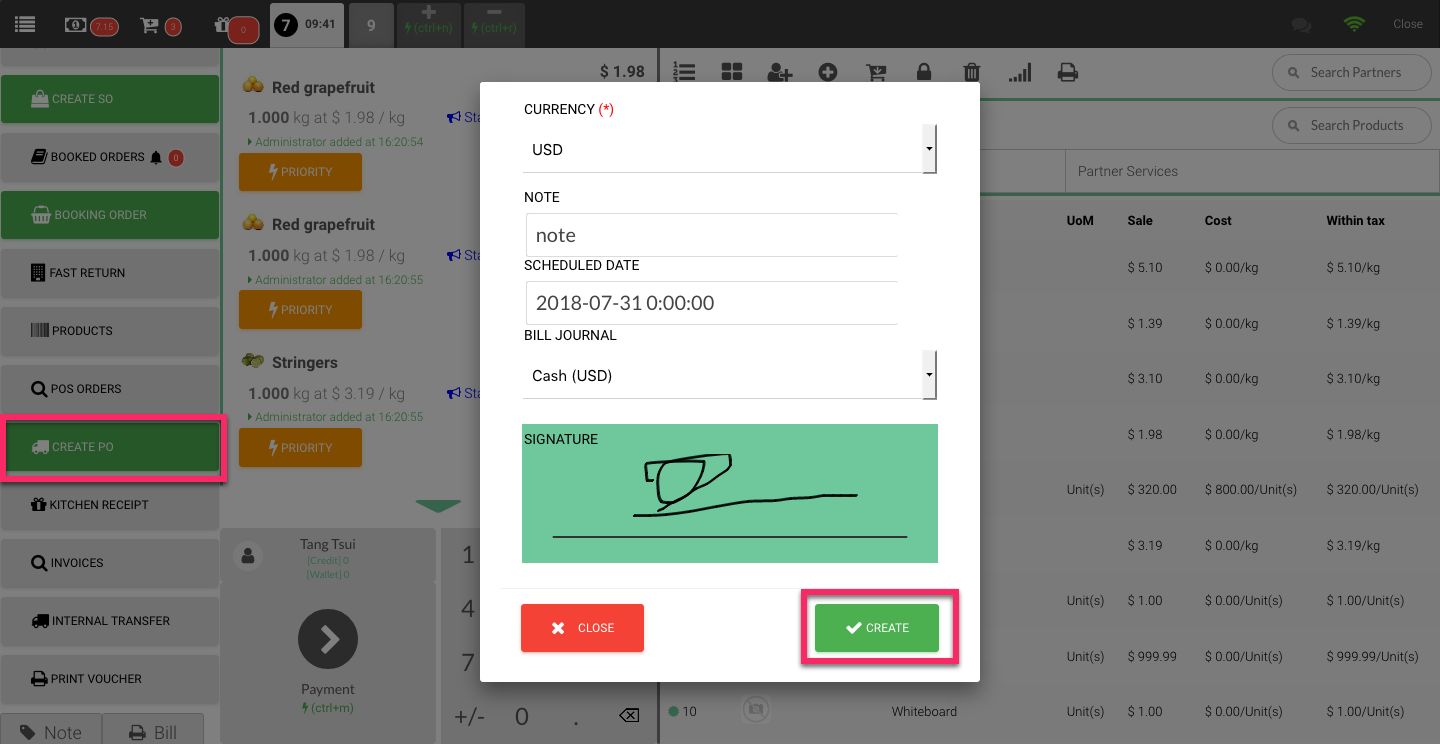 7.15 3 0 7 09:41 9 (ctrl+n) (ctrl+r) Close
CREATE SO
BOOKED ORDERS 0
BOOKING ORDER
FAST RETURN
PRODUCTS
POS ORDERS
CREATE PO
KITCHEN RECEIPT
INVOICES
INTERNAL TRANSFER
PRINT VOUCHER
Note Bill
$ 1.98
Red grapefruit
1.000 kg at $ 1.98 / kg Sta
Administrator added at 16:20:54
PRIORITY
Red grapefruit
1.000 kg at $ 1.98 / kg Sta
Administrator added at 16:20:55
PRIORITY
Stringers
1.000 kg at $ 3.19 / kg Sta
Administrator added at 16:20:55
PRIORITY
Tang Tsui
[Credit] 0
[Wallet] 0
Payment
(ctrl+m)
1
4
7
+/- 0 .
CURRENCY (*)
USD
NOTE
note
SCHEDULED DATE
2018-07-31 0:00:00
BILL JOURNAL
Cash (USD)
SIGNATURE
CLOSE CREATE
Search Partners
Search Products
Partner Services
UoM Sale Cost Within tax
$ 5.10 $ 0.00/kg $ 5.10/kg
$ 1.39 $ 0.00/kg $ 1.39/kg
$ 3.10 $ 0.00/kg $ 3.10/kg
$ 1.98 $ 0.00/kg $ 1.98/kg
Unit(s) $ 320.00 $ 800.00/Unit(s) $ 320.00/Unit(s)
$ 3.19 $ 0.00/kg $ 3.19/kg
Unit(s) $ 1.00 $ 0.00/Unit(s) $ 1.00/Unit(s)
Unit(s) $ 999.99 $ 0.00/Unit(s) $ 999.99/Unit(s)
10 Whiteboard Unit(s) $ 1.00 $ 0.00/Unit(s) $ 1.00/Unit(s)